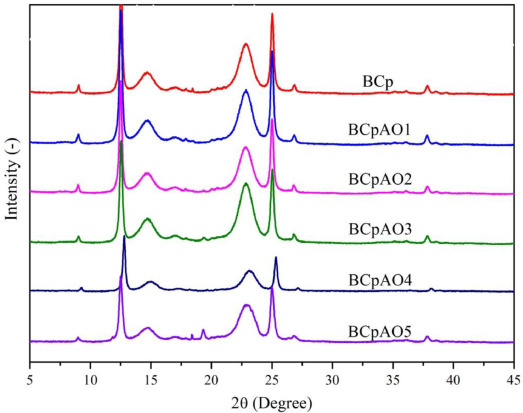 Intensity (-)
BCp
BCpAO1
BCpAO2
BCpAO3
BCpAO4
BCpAO5
5 10 15 20 25 30 35 40 45
2θ (Degree)